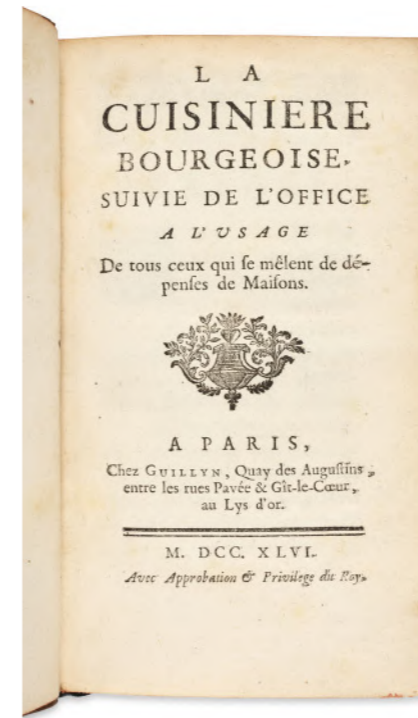 LA
CUISINIERE
BOURGEOISE,
SUIVIE DE L'OFFICE
A L'USAGE
De tous ceux qui se mêlent de dé-
penses de Maisons.
A PARIS,
Chez GUILLYN, Quay des Augustins,
entre les rues Pavée & Gît-le-Cœur,
au Lys d'or.
M. DCC. XLVI.
Avec Approbation & Privilege du Roy.